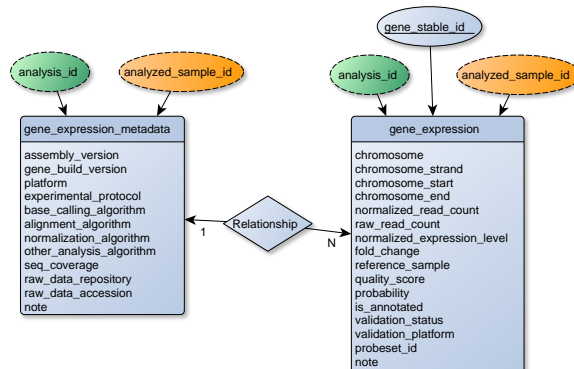 gene_stable_id
analysis_id
analyzed_sample_id
analysis_id
analyzed_sample_id
gene_expression_metadata
assembly_version
gene_build_version
platform
experimental_protocol
base_calling_algorithm
alignment_algorithm
normalization_algorithm
other_analysis_algorithm
seq_coverage
raw_data_repository
raw_data_accession
note
1
Relationship
N
gene_expression
chromosome
chromosome_strand
chromosome_start
chromosome_end
normalized_read_count
raw_read_count
normalized_expression_level
fold_change
reference_sample
quality_score
probability
is_annotated
validation_status
validation_platform
probeset_id
note